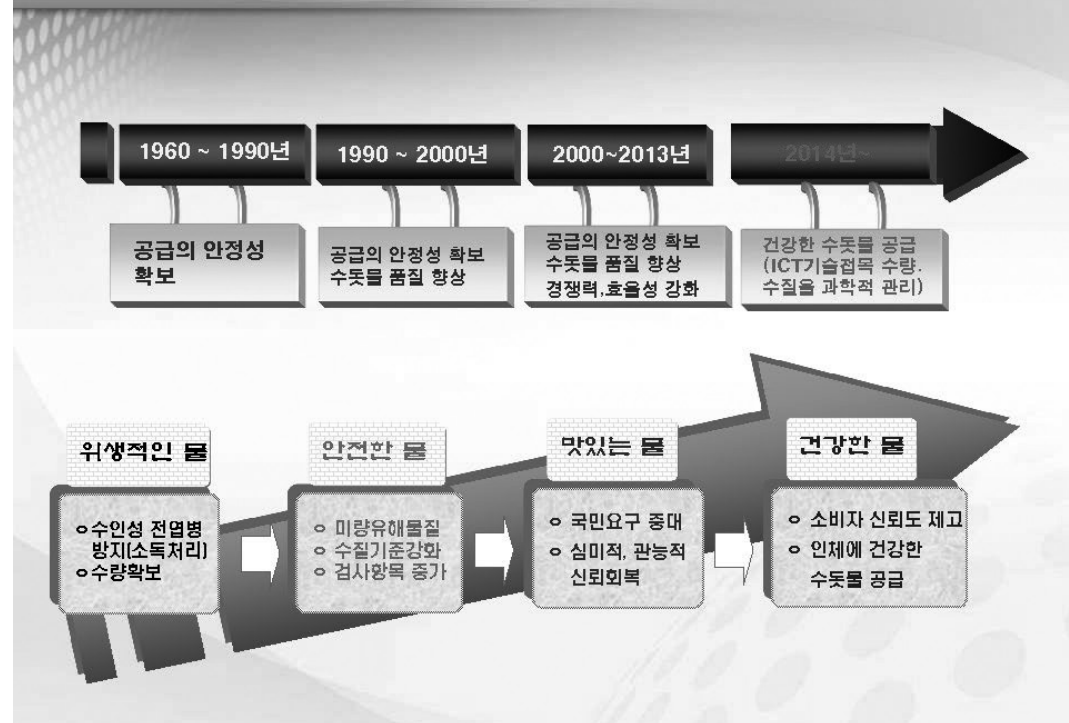 1960 ~ 1990년
1990 ~ 2000년
2000~2013년
2014년~
공급의 안정성
확보
공급의 안정성 확보
수돗물 품질 향상
공급의 안정성 확보
수돗물 품질 향상
경쟁력,효율성 강화
건강한 수돗물 공급
(ICT기술접목 수량.
수질을 과학적 관리)
위생적인 물
수인성 전염병
방지(소독처리)
수량확보
안전한 물
미량유해물질
수질기준강화
검사항목 증가
맛있는 물
국민요구 증대
심미적, 관능적
신뢰회복
건강한 물
소비자 신뢰도 제고
인체에 건강한
수돗물 공급